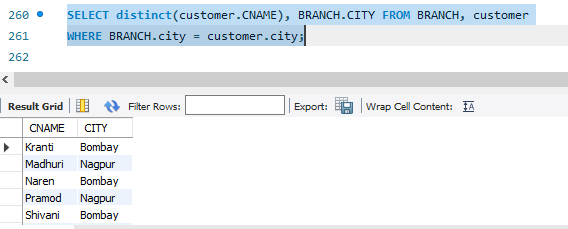 260 SELECT distinct(customer.CNAME), BRANCH.CITY FROM BRANCH, customer
261 WHERE BRANCH.city = customer.city;
262
Result Grid Filter Rows: Export: Wrap Cell Content: IA
CNAME CITY
Kranti Bombay
Madhuri Nagpur
Naren Bombay
Pramod Nagpur
Shivani Bombay